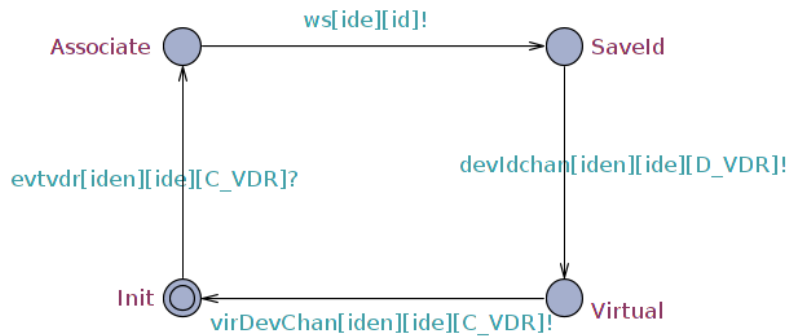 ws[ide][id]!
Associate
SaveId
evtvdr[iden][ide][C_VDR]?
devIdchan[iden][ide][D_VDR]!
Init
Virtual
virDevChan[iden][ide][C_VDR]!